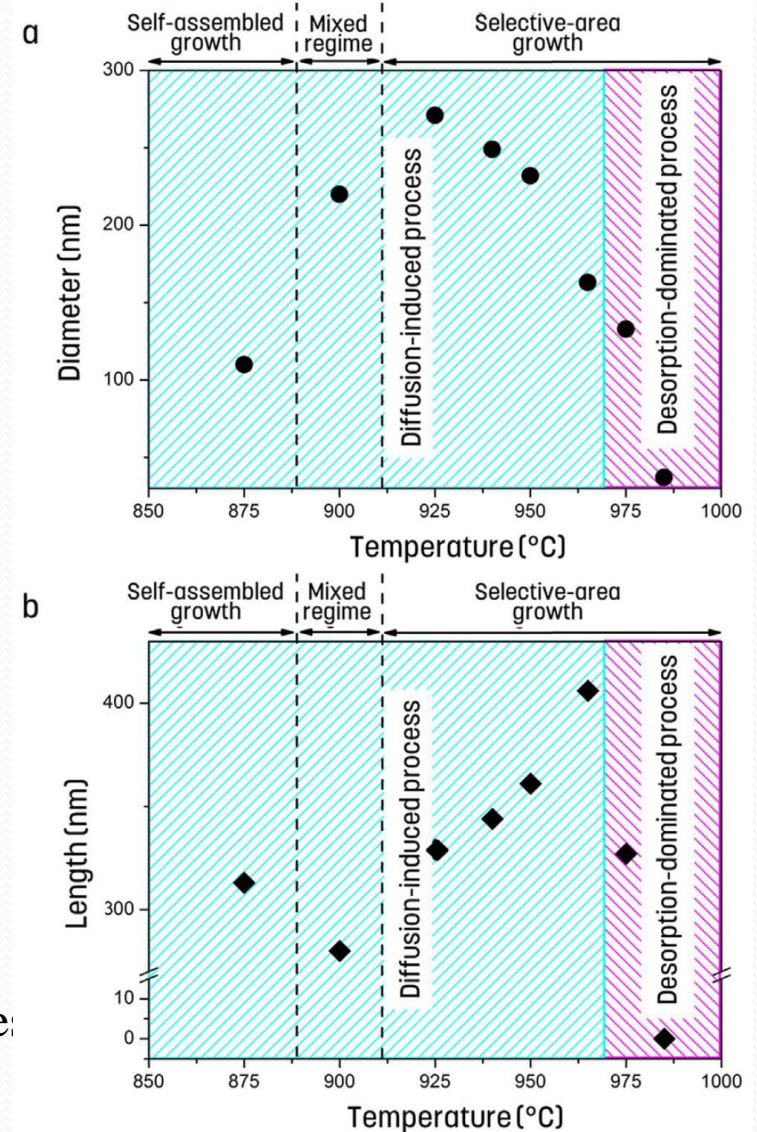 a
Self-assembled
growth
Mixed
regime
Selective-area
growth
300
200
100
Diameter (nm)
Diffusion-induced process
Desorption-dominated process
850 875 900 925 950 975 1000
Temperature (°C)
b
Self-assembled
growth
Mixed
regime
Selective-area
growth
400
300
10
0
Length (nm)
Diffusion-induced process
Desorption-dominated process
850 875 900 925 950 975 1000
Temperature (°C)